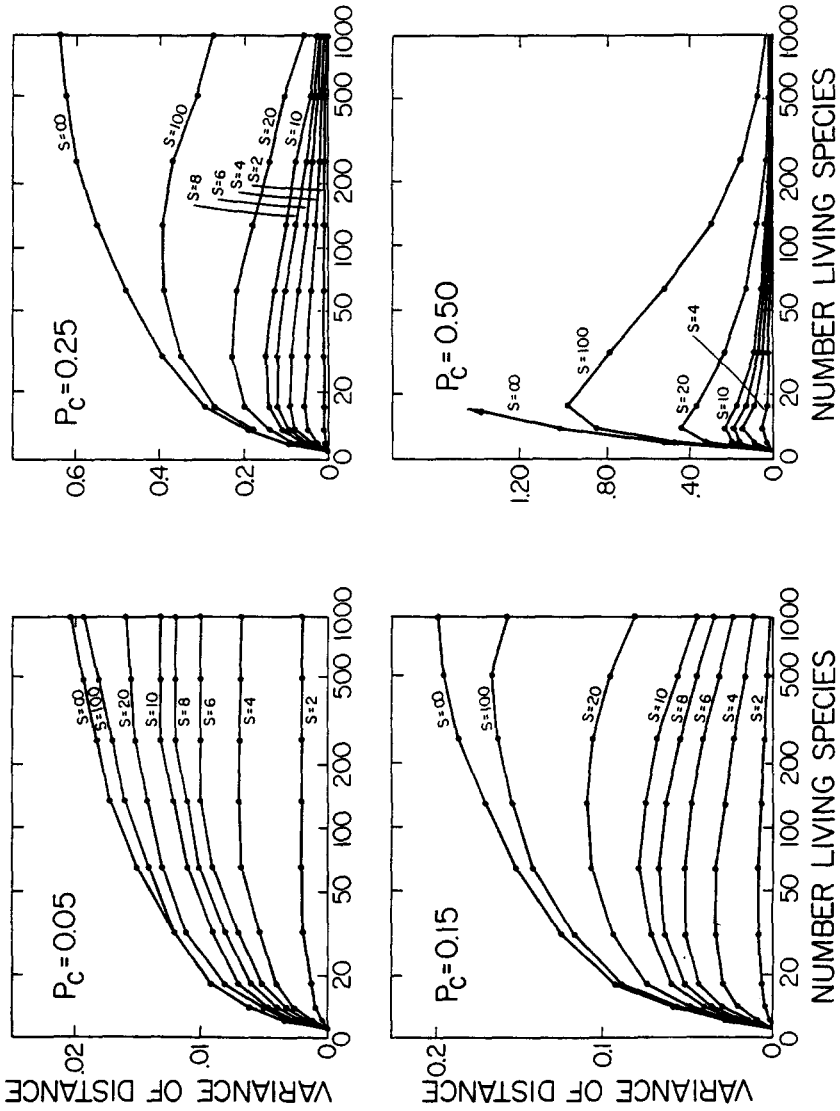 VARIANCE OF DISTANCE
.02
.01
0
P_C = 0.05
S=∞
S=100
S=20
S=10
S=8
S=6
S=4
S=2
0 20 50 100 200 500 1000
0.6
0.4
0.2
0
P_C = 0.25
S=∞
S=100
S=20
S=10
S=8
S=6
S=4
S=2
0 20 50 100 200 500 1000
VARIANCE OF DISTANCE
0.2
0.1
0
P_C = 0.15
S=∞
S=100
S=20
S=10
S=8
S=6
S=4
S=2
0 20 50 100 200 500 1000
NUMBER LIVING SPECIES
1.20
.80
.40
0
P_C = 0.50
S=∞
S=100
S=20
S=10
S=4
0 20 50 100 200 500 1000
NUMBER LIVING SPECIES